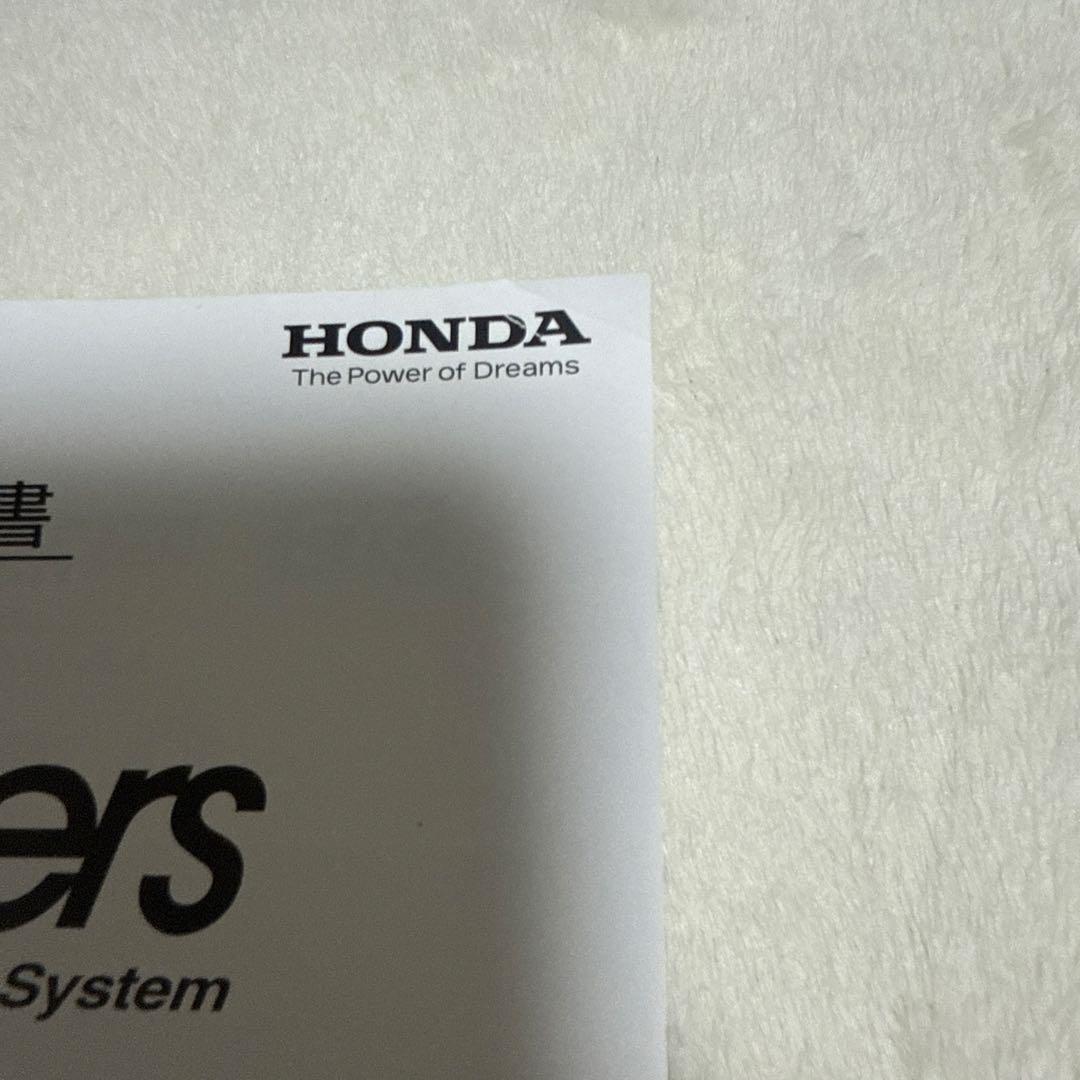 HONDA
The Power of Dreams
書
ers
System